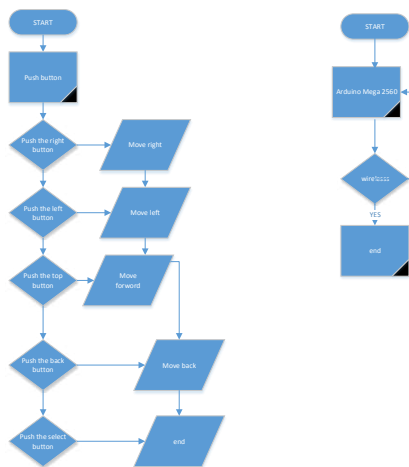 START
Push button
Push the right
button
Move right
Push the left
button
Move left
Push the top
button
Move
forword
Push the back
button
Move back
Push the select
button
end
START
Arduino Mega 2560
YES
end